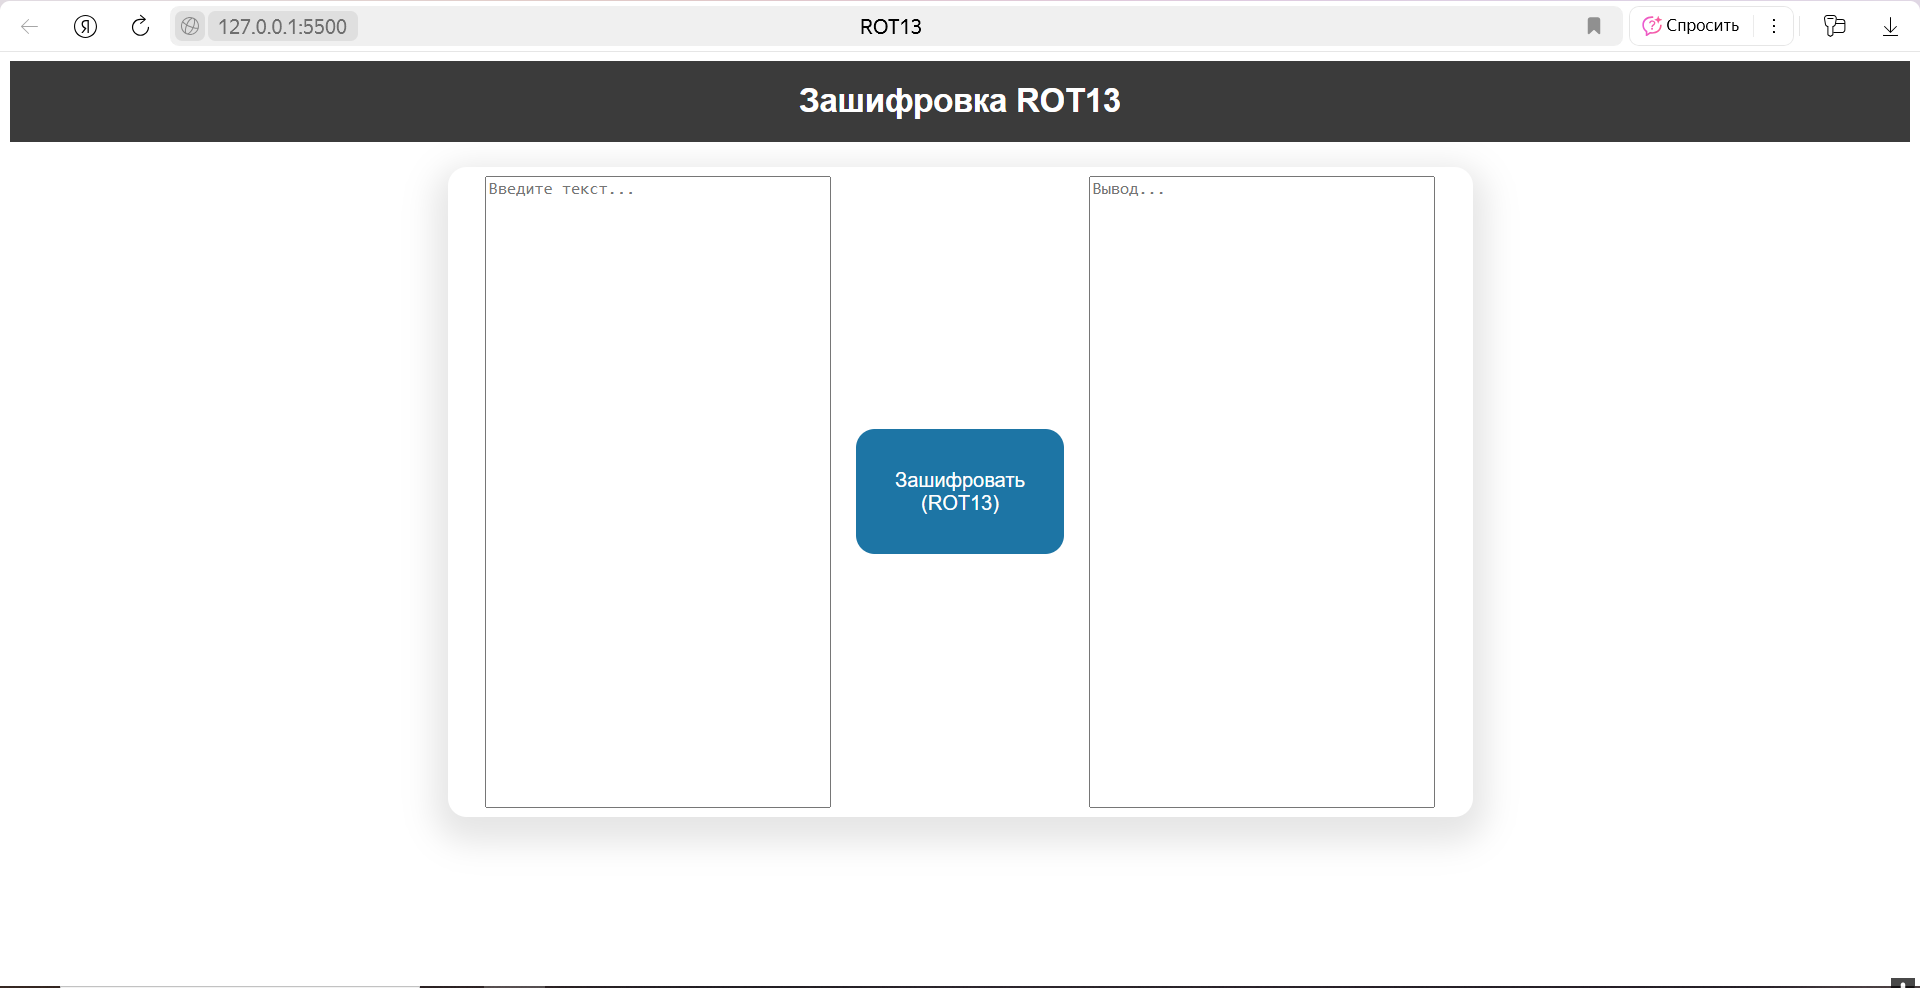 127.0.0.1:5500
ROT13
Спросить
Зашифровка ROT13
Введите текст...
Вывод...
Зашифровать
(ROT13)